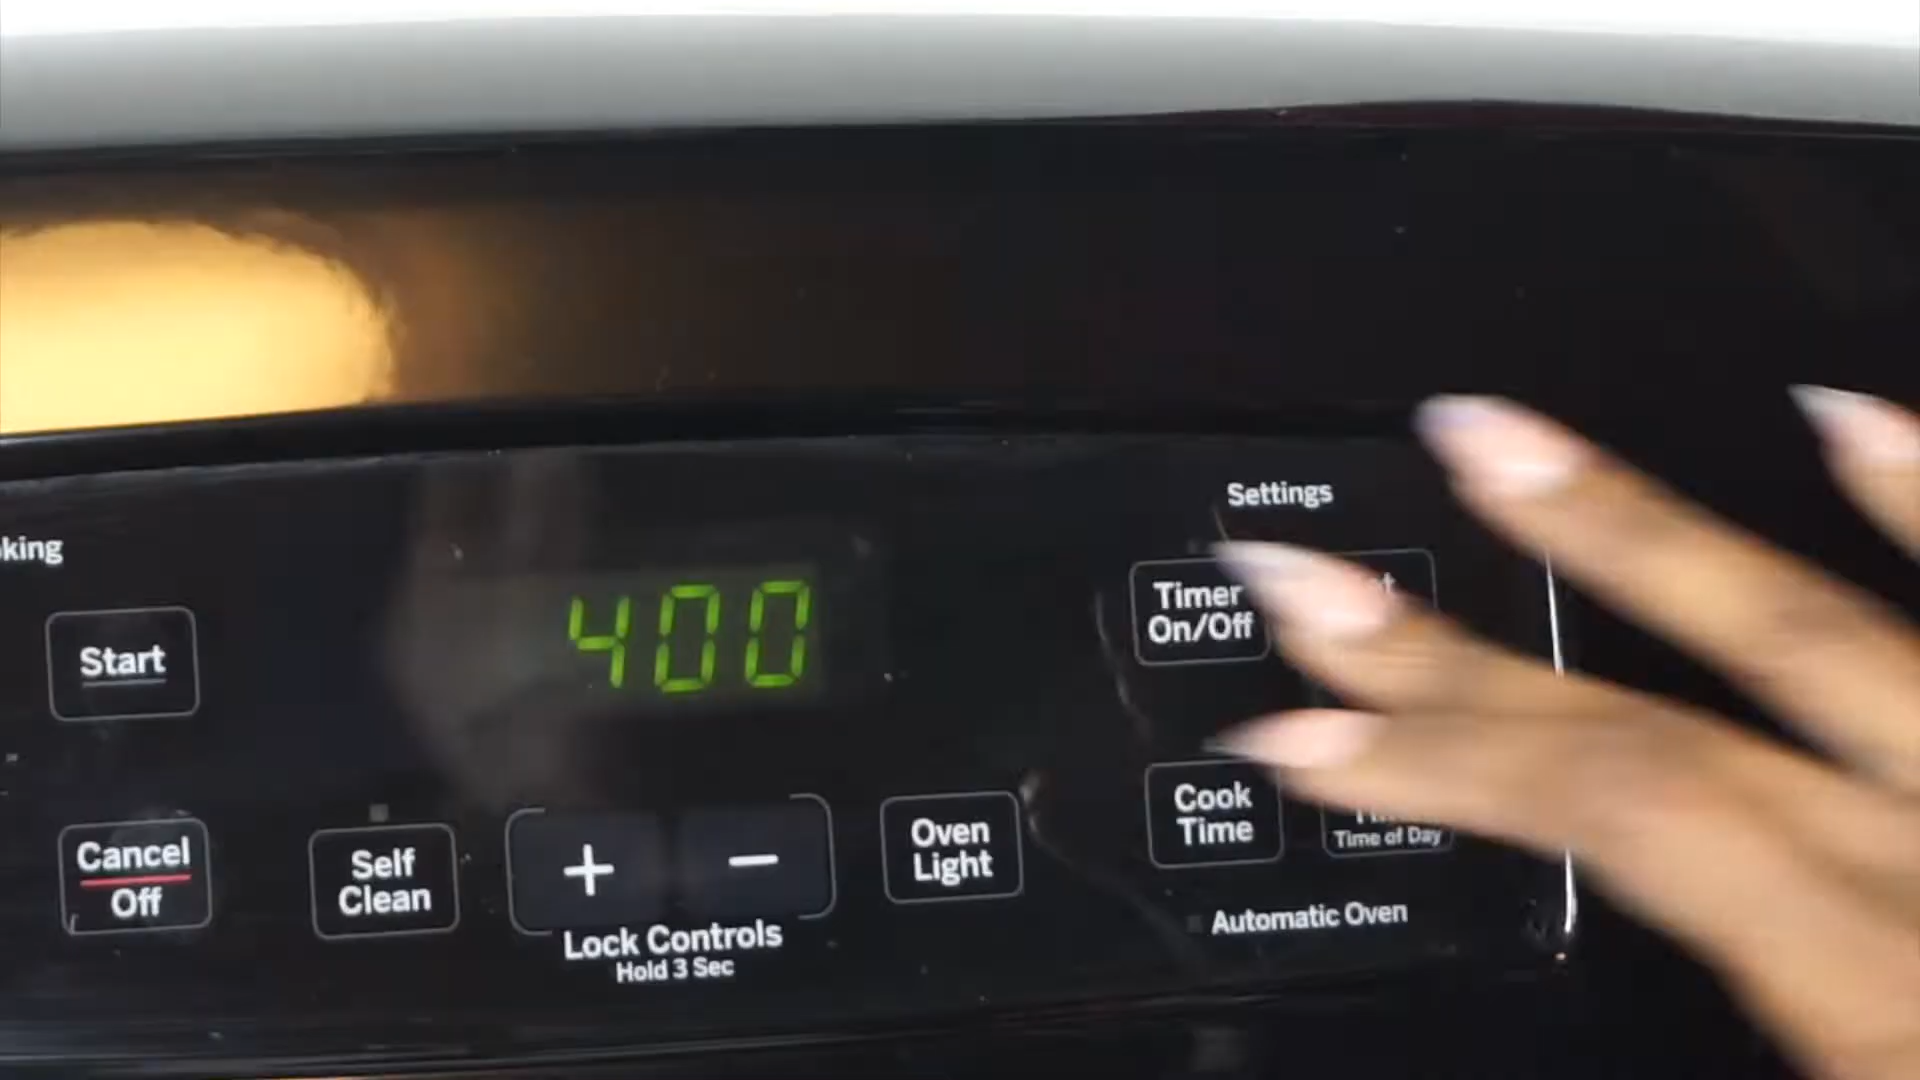 Settings
Start
400
Timer
On/Off
Cancel
Off
Self
Clean
+
−
Lock Controls
Hold 3 Sec
Oven
Light
Cook
Time
Time of Day
Automatic Oven